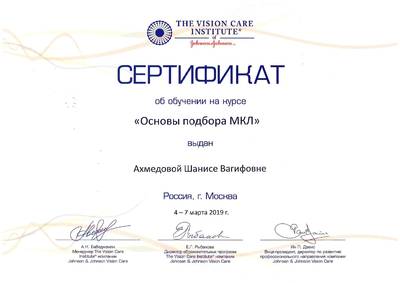 THE VISION CARE
INSTITUTE®
of
Johnson & Johnson
СЕРТИФИКАТ
об обучении на курсе
«Основы подбора МКЛ»
выдан
Ахмедовой Шанисе Вагифовне
Россия, г. Москва
4 – 7 марта 2019 г.
Менеджер The Vision Care
Institute® компании
Johnson & Johnson Vision Care
Е.Г. Рыбакова
Директор образовательных программ
The Vision Care Institute® компании
Johnson & Johnson Vision Care
Ян П. Дэвис
Вице-президент, директор по развитию
профессионального направления компании
Johnson & Johnson Vision Care